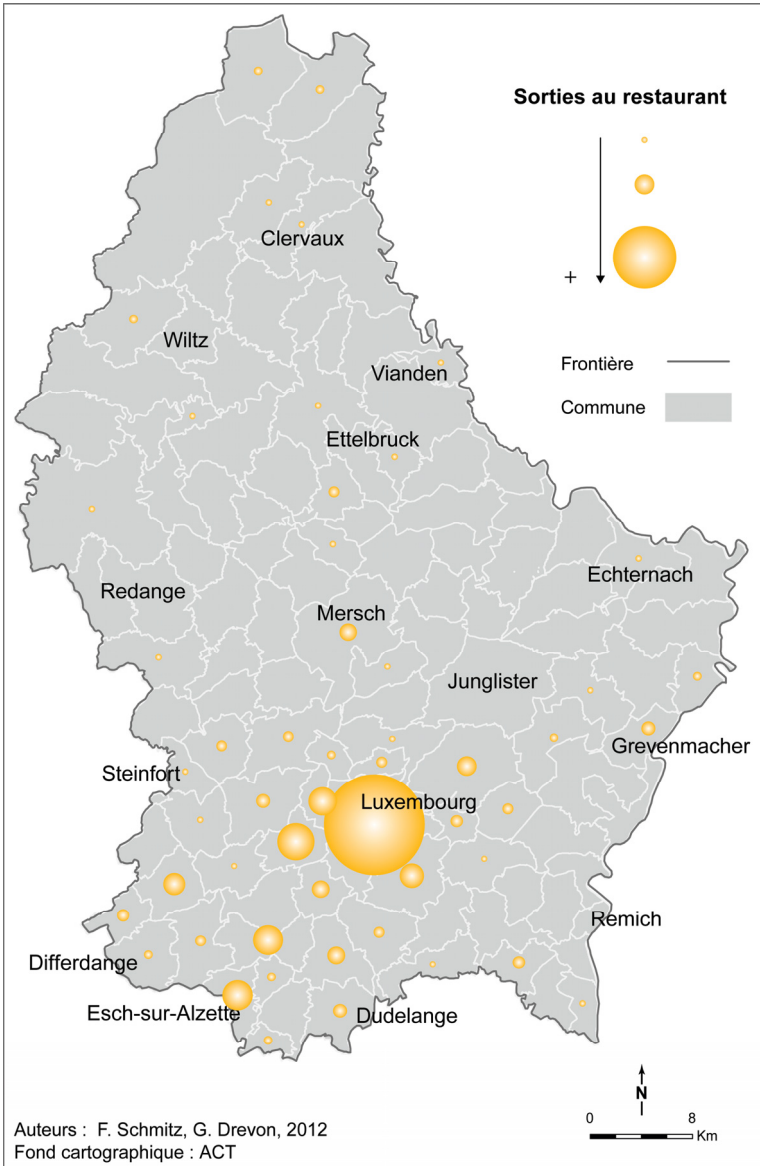 Sorties au restaurant
+
Frontière
Commune
Clervaux
Wiltz
Vianden
Ettelbruck
Echternach
Redange
Mersch
Junglister
Grevenmacher
Steinfort
Luxembourg
Remich
Differdange
Esch-sur-Alzette
Dudelange
N
0 8
Km
Auteurs : F. Schmitz, G. Drevon, 2012
Fond cartographique : ACT